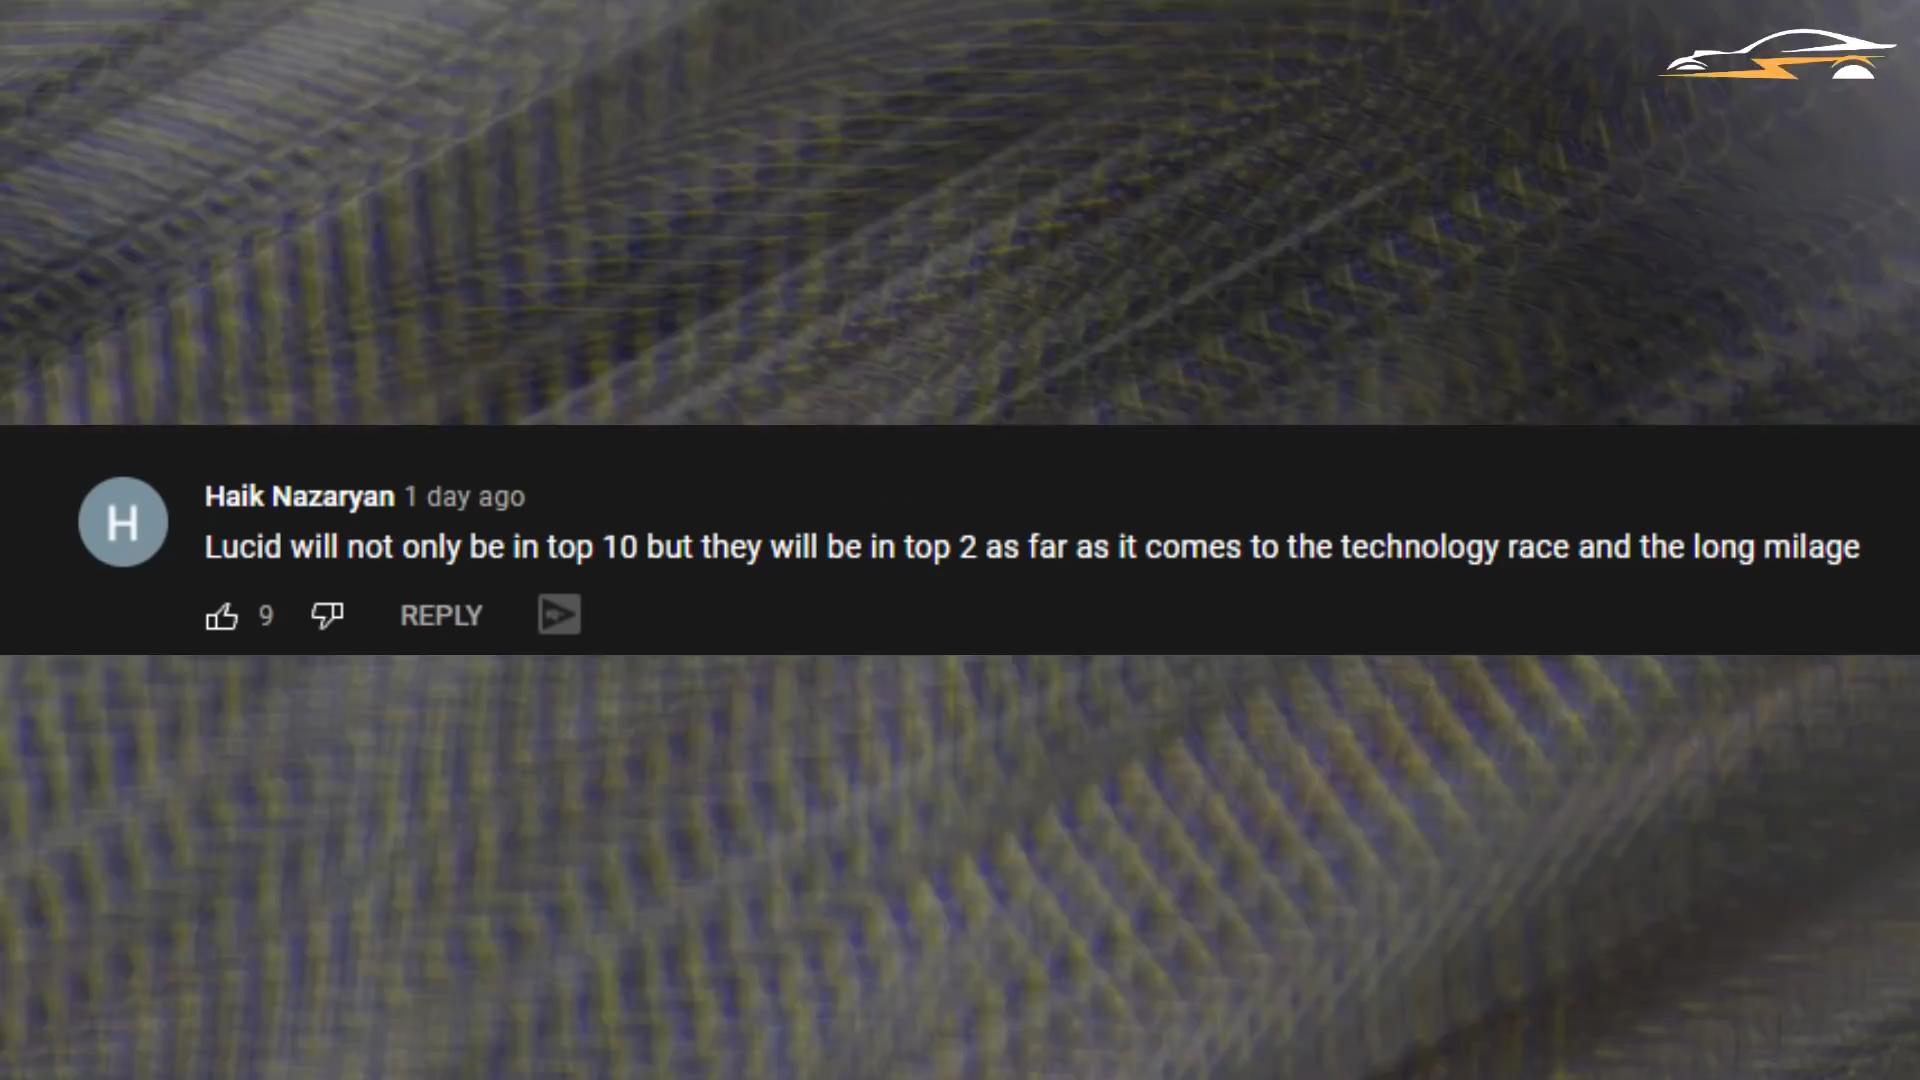 H
Haik Nazaryan 1 day ago
Lucid will not only be in top 10 but they will be in top 2 as far as it comes to the technology race and the long milage
9 REPLY